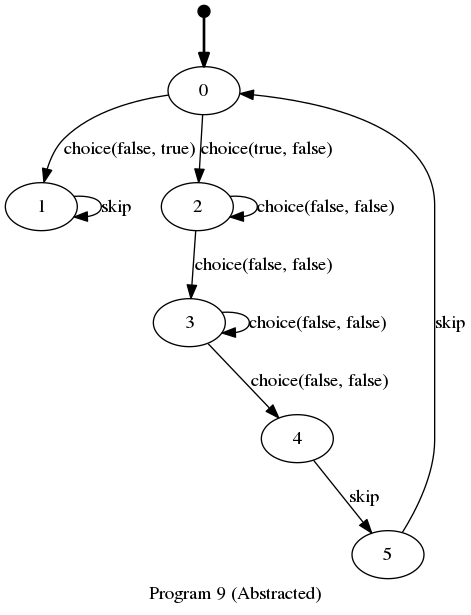 0
choice(false, true)
choice(true, false)
1
skip
2
choice(false, false)
choice(false, false)
3
choice(false, false)
choice(false, false)
skip
4
skip
5
Program 9 (Abstracted)